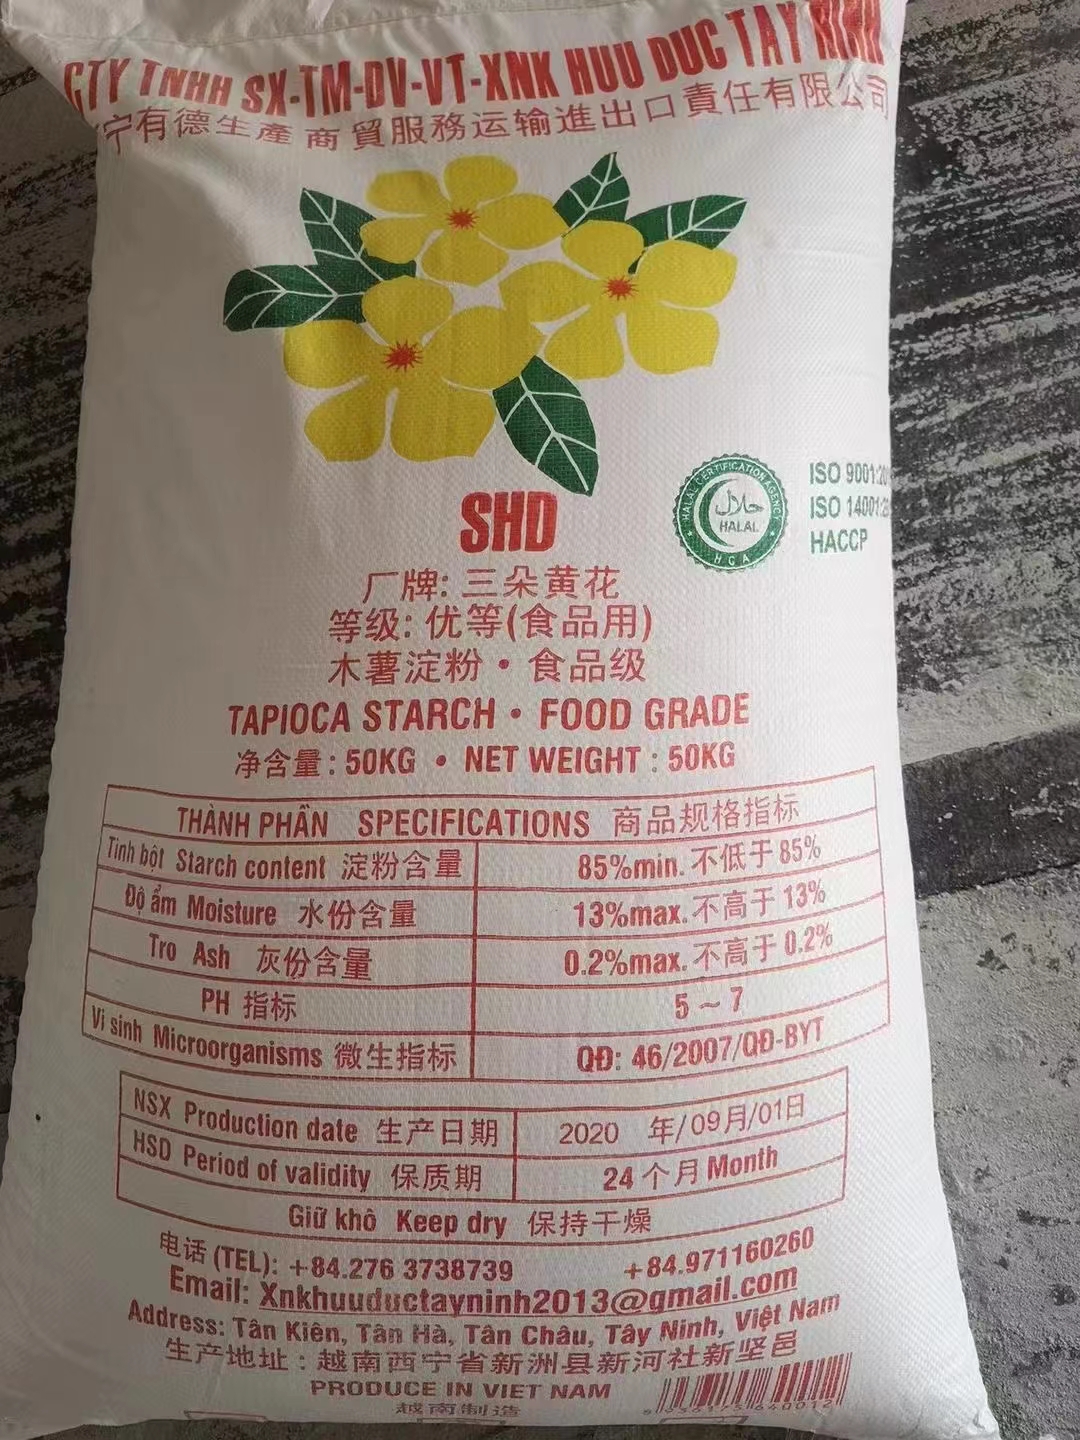 CTY TNHH SX-TM-DV-VT-XNK HUU DUC TAY NINH
宁有德生產商貿服務运输進出口責任有限公司
SHD
HALAL CERTIFICATION AGENCY
حلال
HALAL
HCA
ISO 9001:20
ISO 14001:20
HACCP
厂牌: 三朵黄花
等级: 优等(食品用)
木薯淀粉 • 食品级
TAPIOCA STARCH • FOOD GRADE
净含量 : 50KG • NET WEIGHT : 50KG
THÀNH PHẦN SPECIFICATIONS 商品规格指标
Tinh bột Starch content 淀粉含量 85%min. 不低于 85%
Độ ẩm Moisture 水份含量 13%max. 不高于 13%
Tro Ash 灰份含量 0.2%max. 不高于 0.2%
PH 指标 5 ~ 7
Vi sinh Microorganisms 微生指标 QĐ: 46/2007/QĐ-BYT
NSX Production date 生产日期 2020 年/09月/01日
HSD Period of validity 保质期 24 个月 Month
Giữ khô Keep dry 保持干燥
电话 (TEL): +84.276 3738739 +84.971160260
Email: Xnkhuuductayninh2013@gmail.com
Address: Tân Kiên, Tân Hà, Tân Châu, Tây Ninh, Việt Nam
生产地址 : 越南西宁省新洲县新河社新坚邑
PRODUCE IN VIET NAM
越南制造